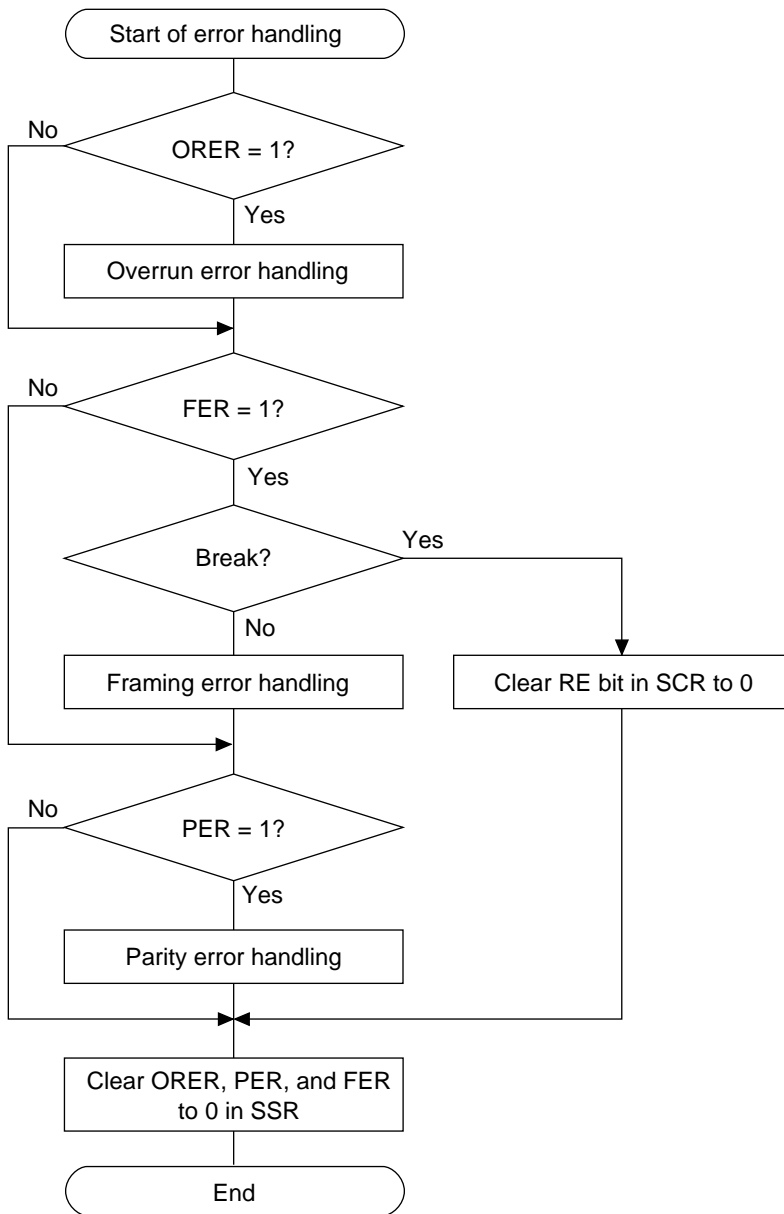 Start of error handling
No
ORER = 1?
Yes
Overrun error handling
No
FER = 1?
Yes
Break?
Yes
No
Framing error handling
Clear RE bit in SCR to 0
No
PER = 1?
Yes
Parity error handling
Clear ORER, PER, and FER
to 0 in SSR
End